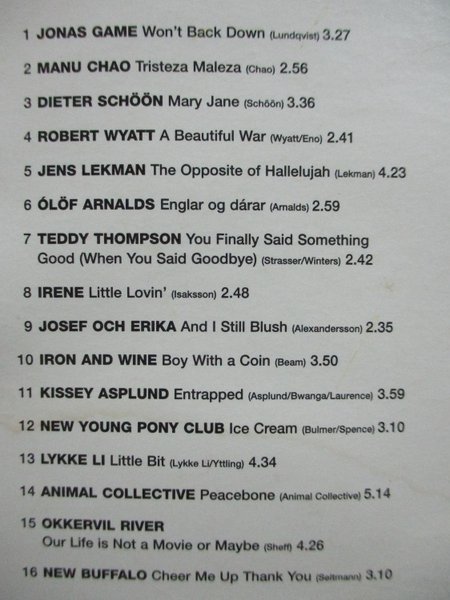 1 JONAS GAME Won't Back Down (Lundqvist) 3.27
2 MANU CHAO Tristeza Maleza (Chao) 2.56
3 DIETER SCHÖÖN Mary Jane (Schöön) 3.36
4 ROBERT WYATT A Beautiful War (Wyatt/Eno) 2.41
5 JENS LEKMAN The Opposite of Hallelujah (Lekman) 4.23
6 ÓLÖF ARNALDS Englar og dárar (Arnalds) 2.59
7 TEDDY THOMPSON You Finally Said Something
Good (When You Said Goodbye) (Strasser/Winters) 2.42
8 IRENE Little Lovin' (Isaksson) 2.48
9 JOSEF OCH ERIKA And I Still Blush (Alexandersson) 2.35
10 IRON AND WINE Boy With a Coin (Beam) 3.50
11 KISSEY ASPLUND Entrapped (Asplund/Bwanga/Laurence) 3.59
12 NEW YOUNG PONY CLUB Ice Cream (Bulmer/Spence) 3.10
13 LYKKE LI Little Bit (Lykke Li/Yttling) 4.34
14 ANIMAL COLLECTIVE Peacebone (Animal Collective) 5.14
15 OKKERVIL RIVER
Our Life is Not a Movie or Maybe (Sheff) 4.26
16 NEW BUFFALO Cheer Me Up Thank You (Seltmann) 3.10